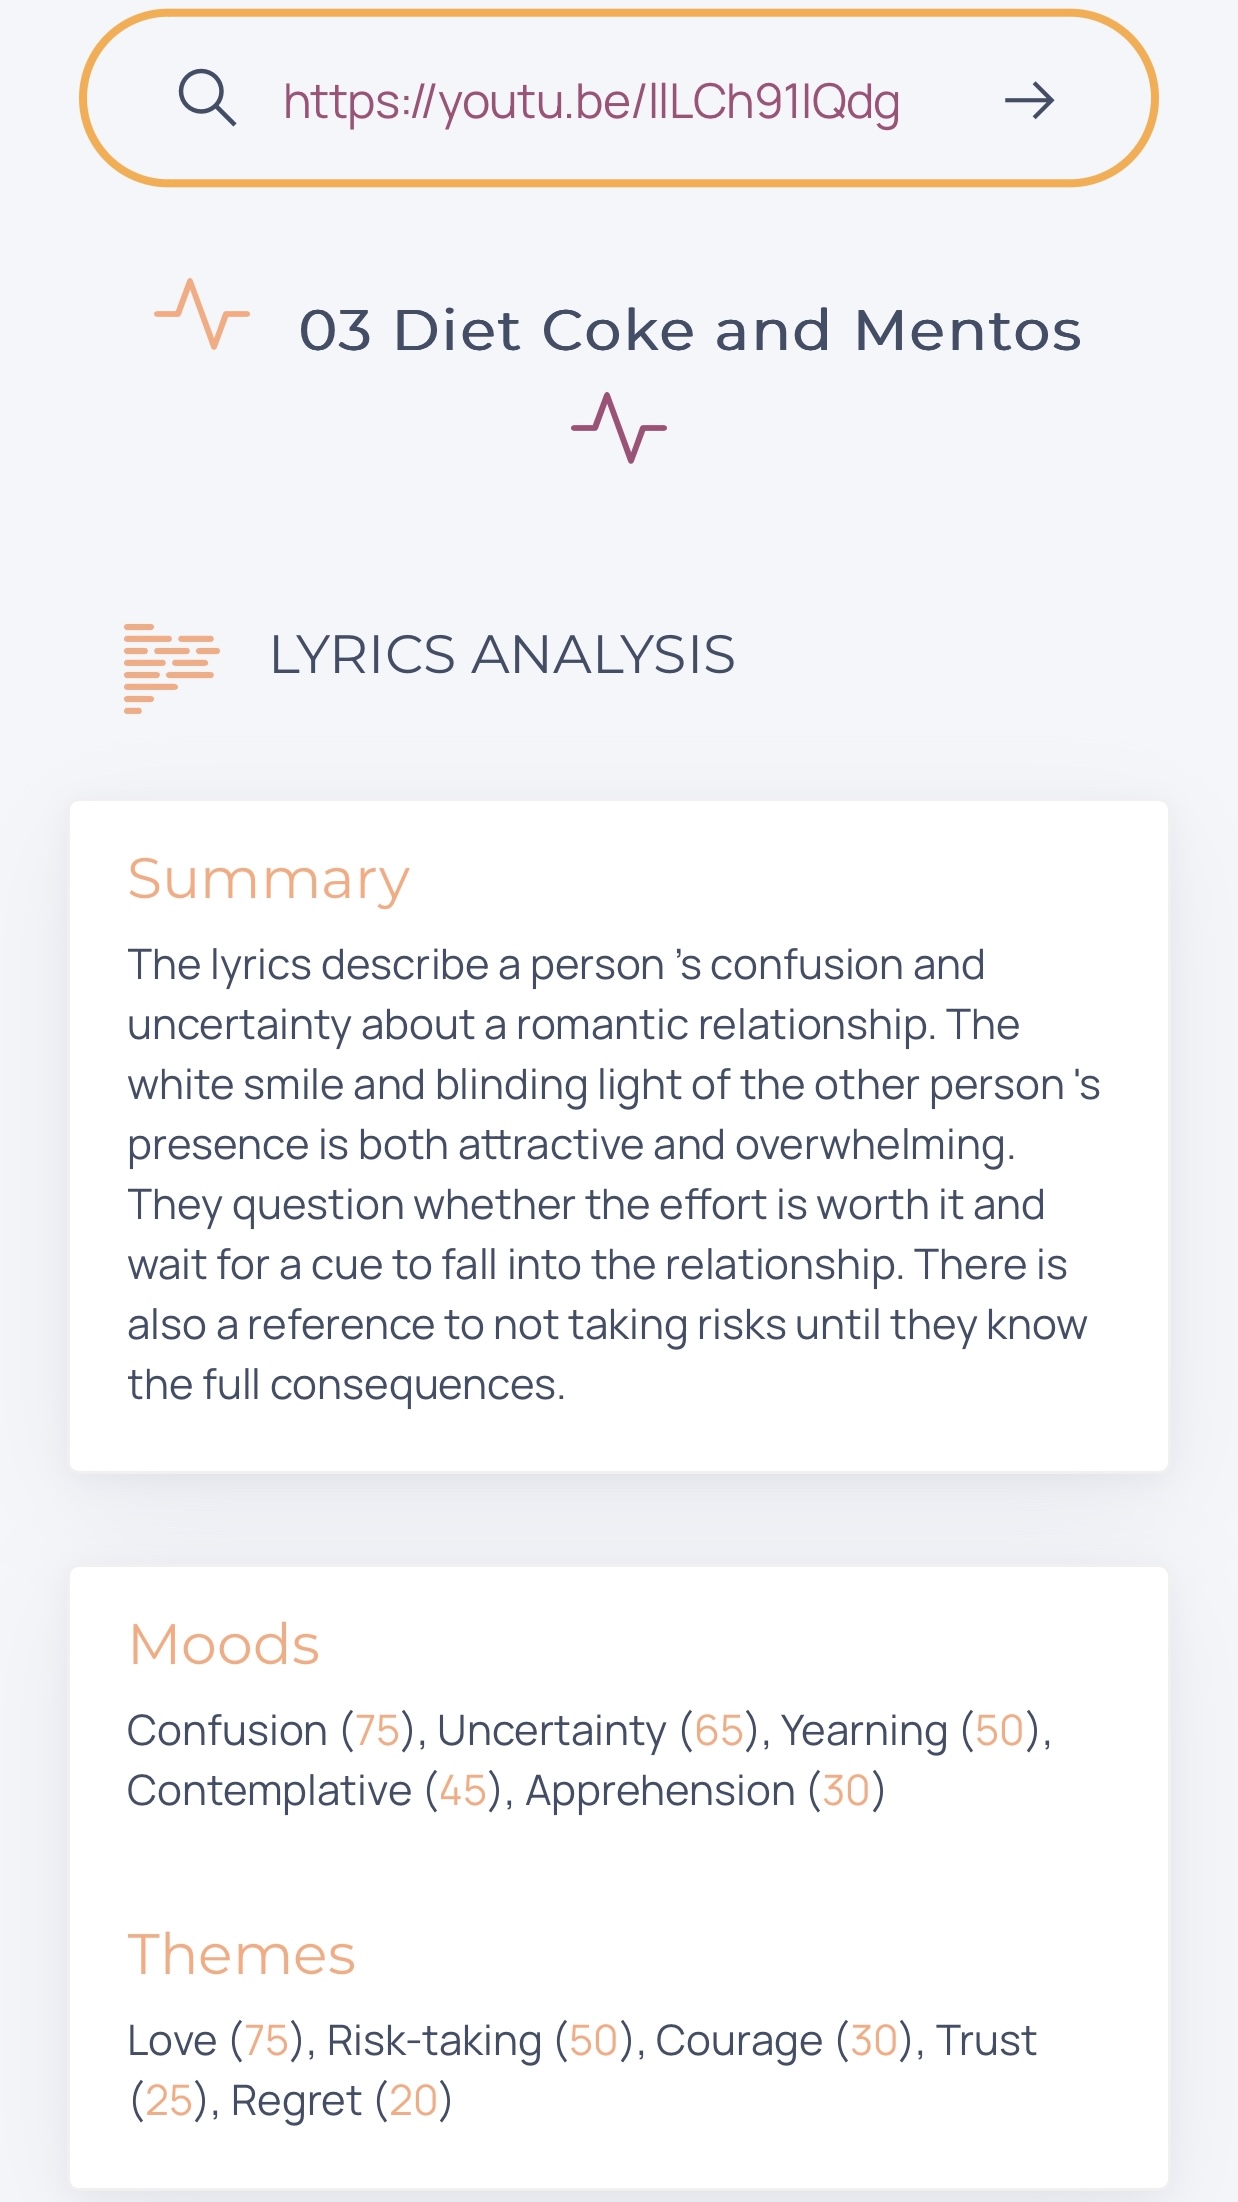 https://youtu.be/llLCh91lQdg
03 Diet Coke and Mentos
LYRICS ANALYSIS
Summary
The lyrics describe a person ’s confusion and
uncertainty about a romantic relationship. The
white smile and blinding light of the other person 's
presence is both attractive and overwhelming.
They question whether the effort is worth it and
wait for a cue to fall into the relationship. There is
also a reference to not taking risks until they know
the full consequences.
Moods
Confusion (75), Uncertainty (65), Yearning (50),
Contemplative (45), Apprehension (30)
Themes
Love (75), Risk-taking (50), Courage (30), Trust
(25), Regret (20)